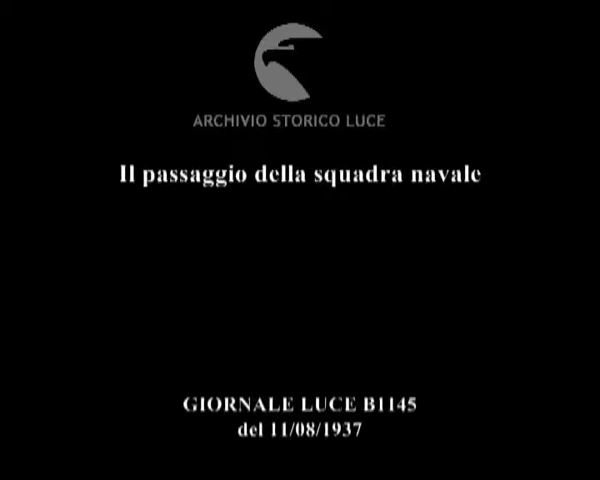 ARCHIVIO STORICO LUCE
Il passaggio della squadra navale
GIORNALE LUCE B1145
del 11/08/1937